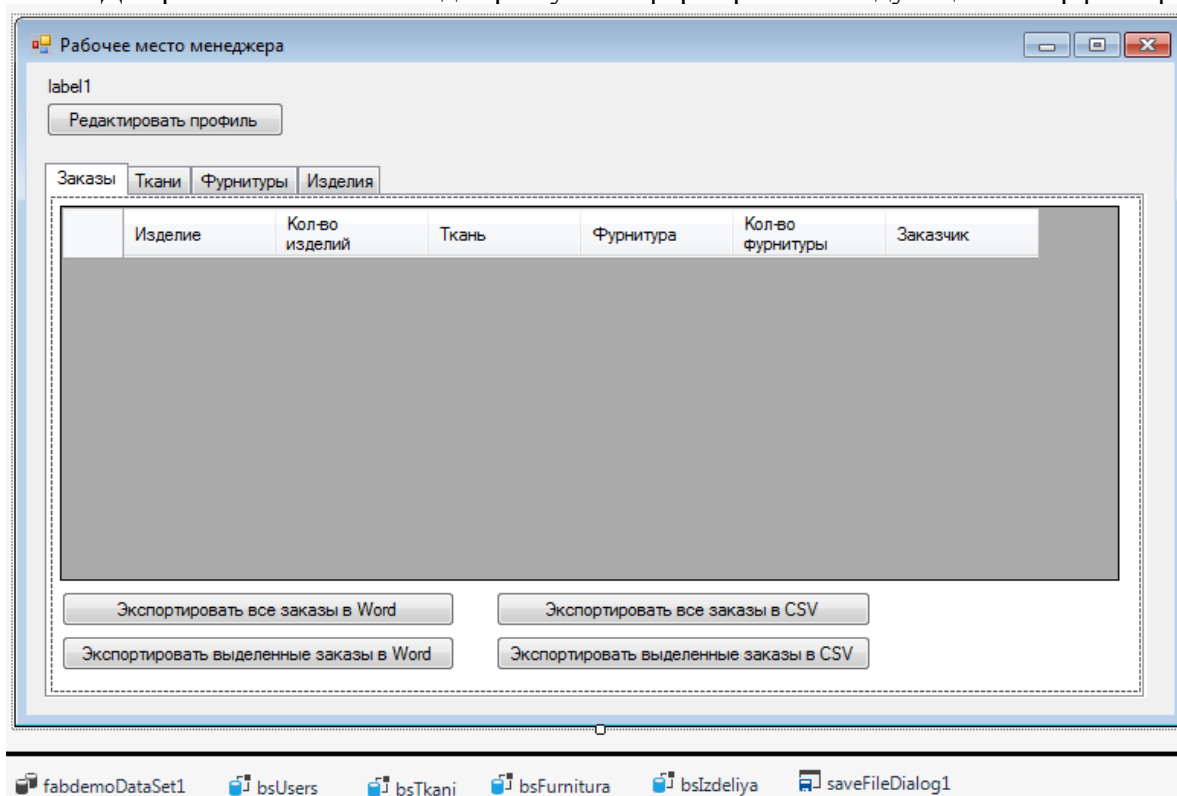 Рабочее место менеджера
label1
Редактировать профиль
Заказы Ткани Фурнитуры Изделия
Изделие Кол-во изделий Ткань Фурнитура Кол-во фурнитуры Заказчик
Экспортировать все заказы в Word Экспортировать все заказы в CSV
Экспортировать выделенные заказы в Word Экспортировать выделенные заказы в CSV
fabdemoDataSet1 bsUsers bsTkani bsFurnitura bsIzdeliya saveFileDialog1